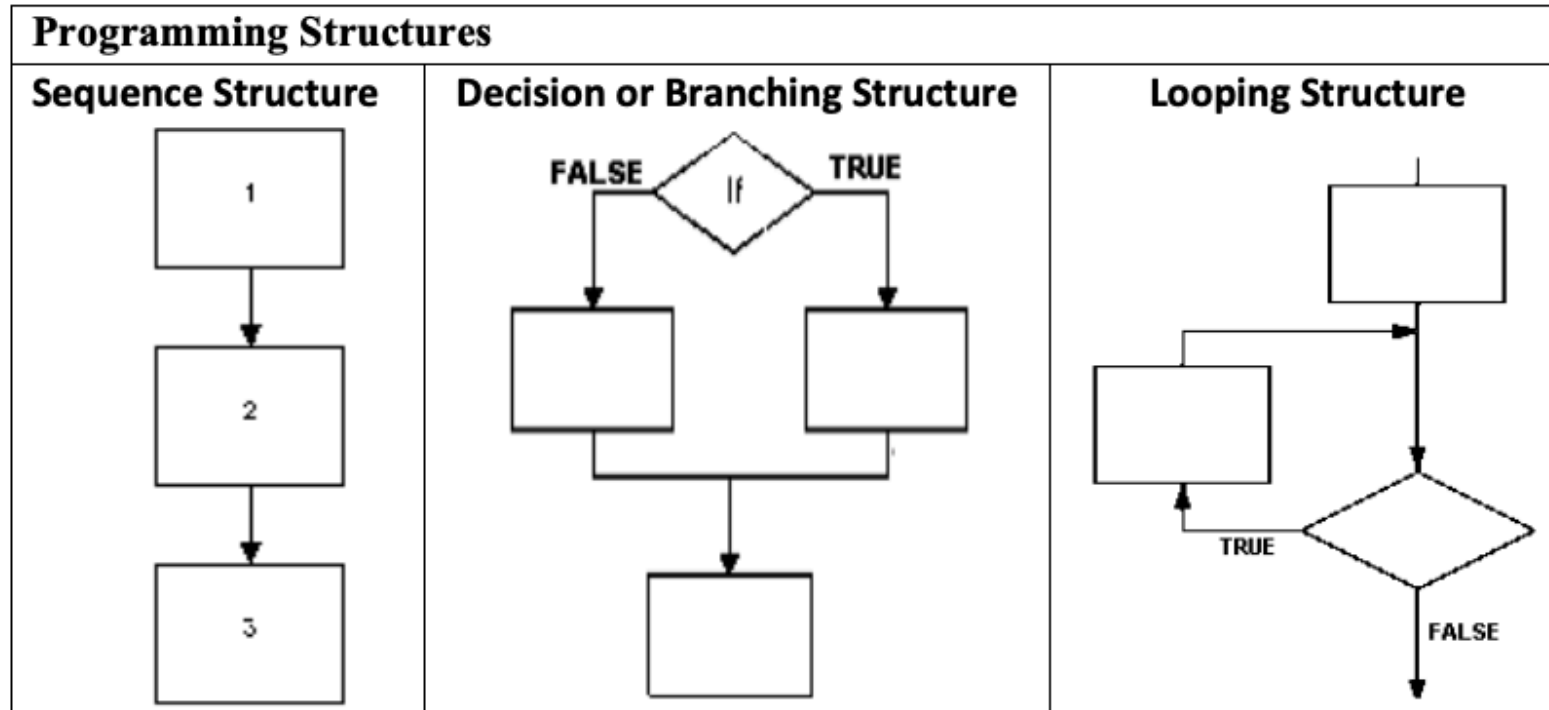 Programming Structures
Sequence Structure
1
2
3
Decision or Branching Structure
FALSE
If
TRUE
Looping Structure
TRUE
FALSE